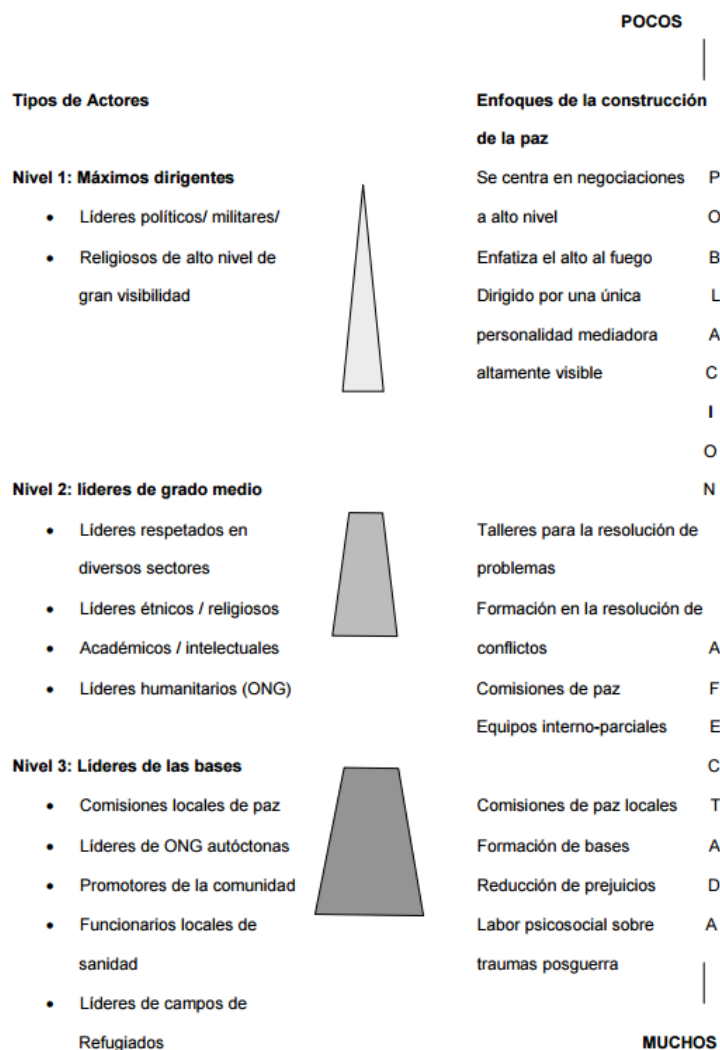 POCOS
Tipos de Actores
Enfoques de la construcción
de la paz
Nivel 1: Máximos dirigentes
• Líderes políticos/ militares/
• Religiosos de alto nivel de
gran visibilidad
Se centra en negociaciones
a alto nivel
Enfatiza el alto al fuego
Dirigido por una única
personalidad mediadora
altamente visible
Nivel 2: líderes de grado medio
• Líderes respetados en
diversos sectores
• Líderes étnicos / religiosos
• Académicos / intelectuales
• Líderes humanitarios (ONG)
Talleres para la resolución de
problemas
Formación en la resolución de
conflictos
Comisiones de paz
Equipos interno-parciales
Nivel 3: Líderes de las bases
• Comisiones locales de paz
• Líderes de ONG autóctonas
• Promotores de la comunidad
• Funcionarios locales de
sanidad
• Líderes de campos de
Refugiados
Comisiones de paz locales
Formación de bases
Reducción de prejuicios
Labor psicosocial sobre
traumas posguerra
POBLACION
AFECTADA
MUCHOS